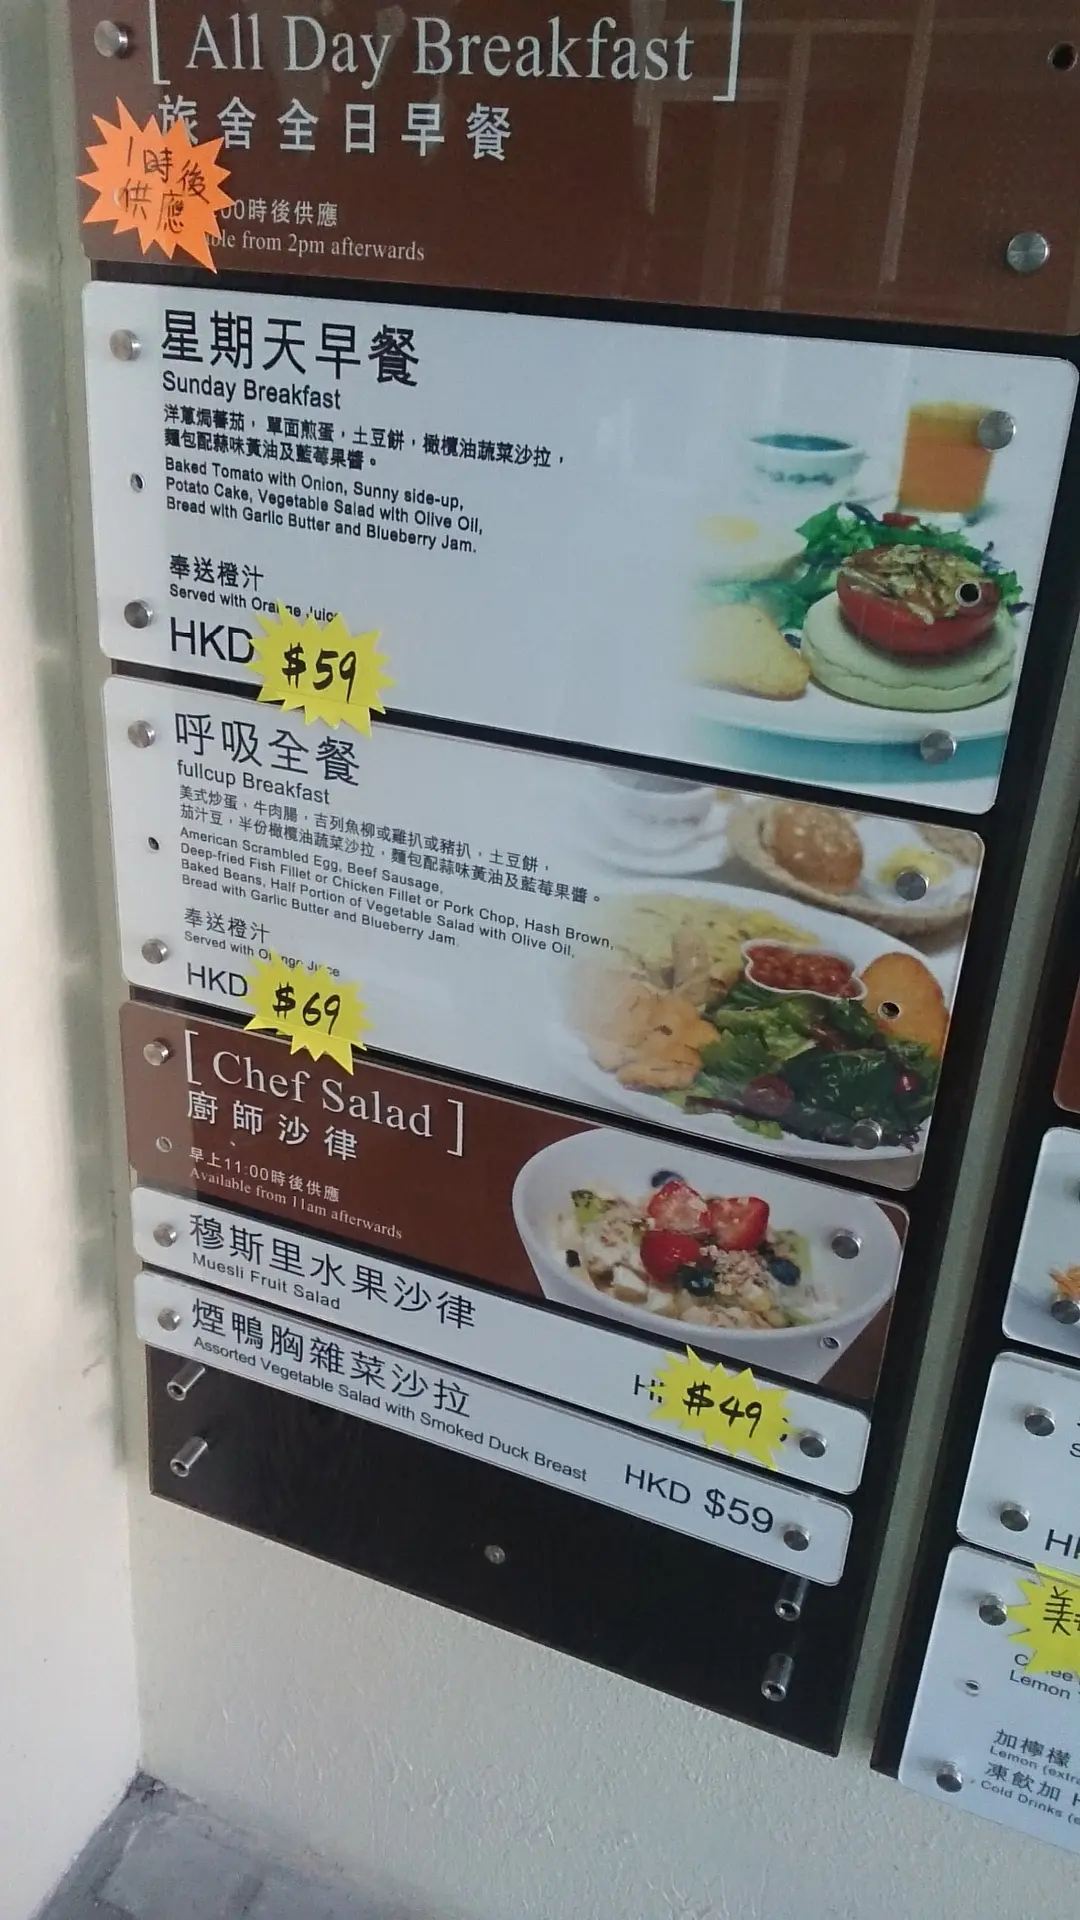 [ All Day Breakfast ]
旅舍全日早餐
1時後
供應
00時後供應
from 2pm afterwards
星期天早餐
Sunday Breakfast
洋蔥焗蕃茄，單面煎蛋，土豆餅，橄欖油蔬菜沙拉，
麵包配蒜味黃油及藍莓果醬。
Baked Tomato with Onion, Sunny side-up,
Potato Cake, Vegetable Salad with Olive Oil,
Bread with Garlic Butter and Blueberry Jam.
奉送橙汁
Served with Orange Juice
HKD $59
呼吸全餐
fullcup Breakfast
美式炒蛋，牛肉腸，吉列魚柳或雞扒或豬扒，土豆餅，
茄汁豆，半份橄欖油蔬菜沙拉，麵包配蒜味黃油及藍莓果醬。
American Scrambled Egg, Beef Sausage,
Deep-fried Fish Fillet or Chicken Fillet or Pork Chop, Hash Brown,
Baked Beans, Half Portion of Vegetable Salad with Olive Oil,
Bread with Garlic Butter and Blueberry Jam.
奉送橙汁
Served with Orange Juice
HKD $69
[ Chef Salad ]
廚師沙律
早上11:00時後供應
Available from 11am afterwards
穆斯里水果沙律
Muesli Fruit Salad
$49
煙鴨胸雜菜沙拉
Assorted Vegetable Salad with Smoked Duck Breast
HKD $59
美
Lemon
加檸檬
Lemon
凍飲加
Cold Drinks